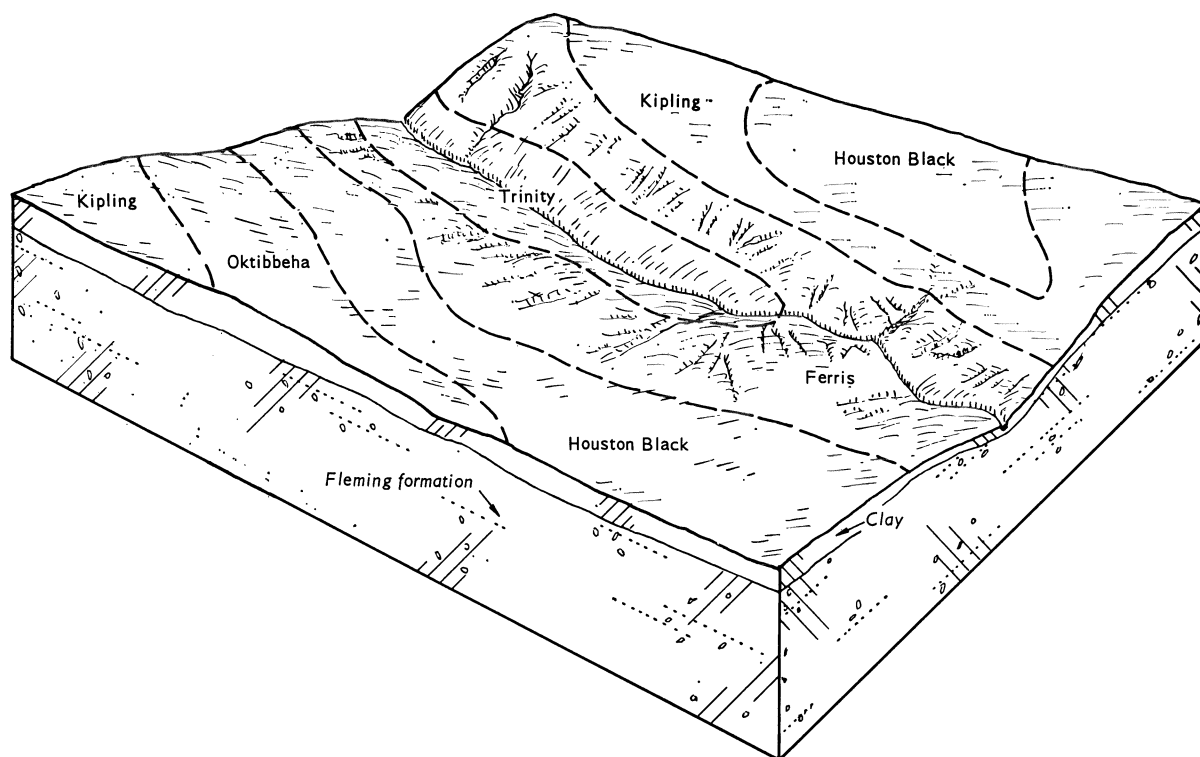 Kipling
Houston Black
Kipling
Trinity
Oktibbeha
Ferris
Houston Black
Fleming formation
Clay